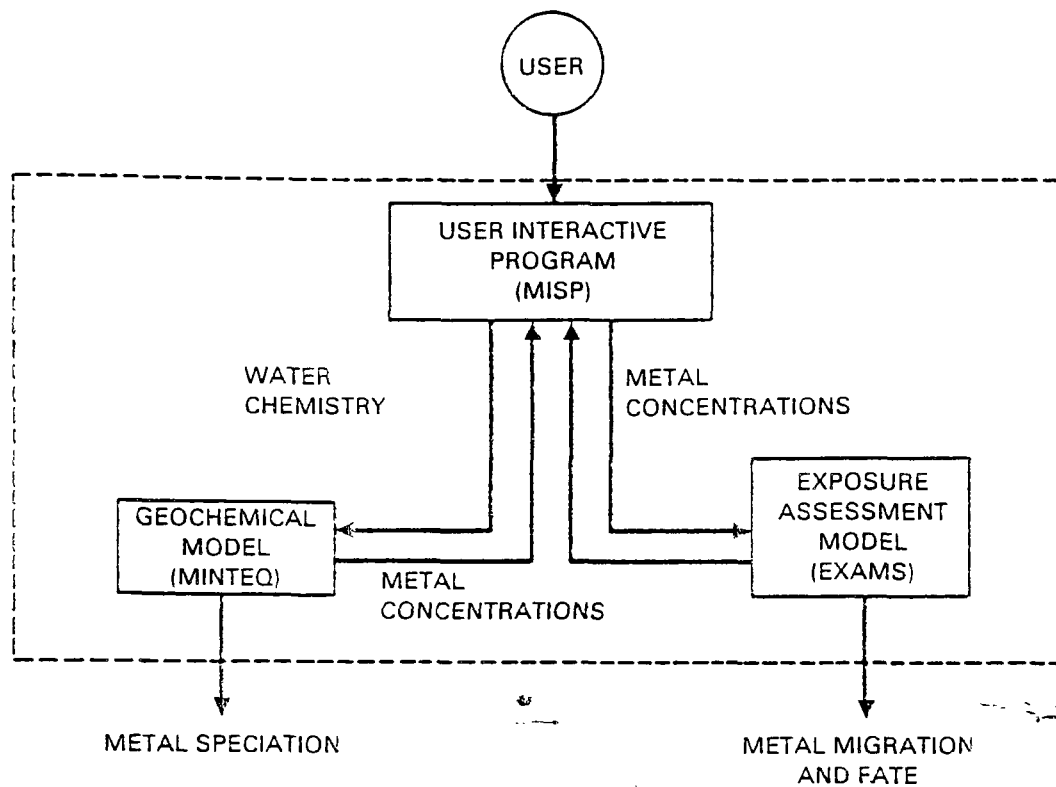 USER
USER INTERACTIVE
PROGRAM
(MISP)
WATER
CHEMISTRY
METAL
CONCENTRATIONS
GEOCHEMICAL
MODEL
(MINTEQ)
METAL
CONCENTRATIONS
EXPOSURE
ASSESSMENT
MODEL
(EXAMS)
METAL SPECIATION
METAL MIGRATION
AND FATE